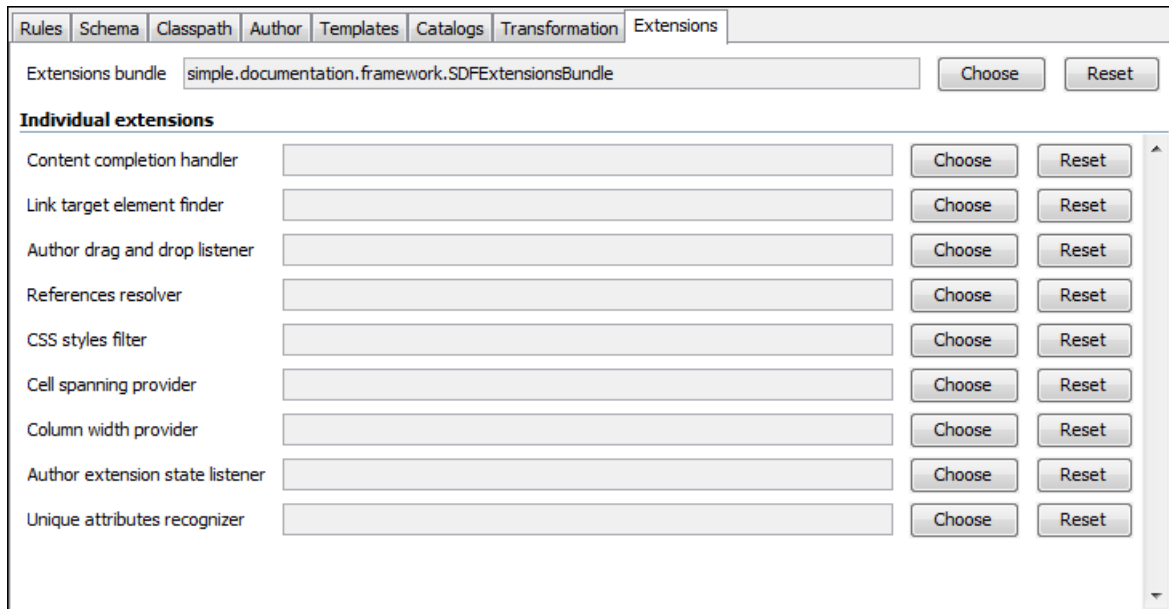 Rules Schema Classpath Author Templates Catalogs Transformation Extensions
Extensions bundle simple.documentation.framework.SDFExtensionsBundle Choose Reset
Individual extensions
Content completion handler Choose Reset
Link target element finder Choose Reset
Author drag and drop listener Choose Reset
References resolver Choose Reset
CSS styles filter Choose Reset
Cell spanning provider Choose Reset
Column width provider Choose Reset
Author extension state listener Choose Reset
Unique attributes recognizer Choose Reset